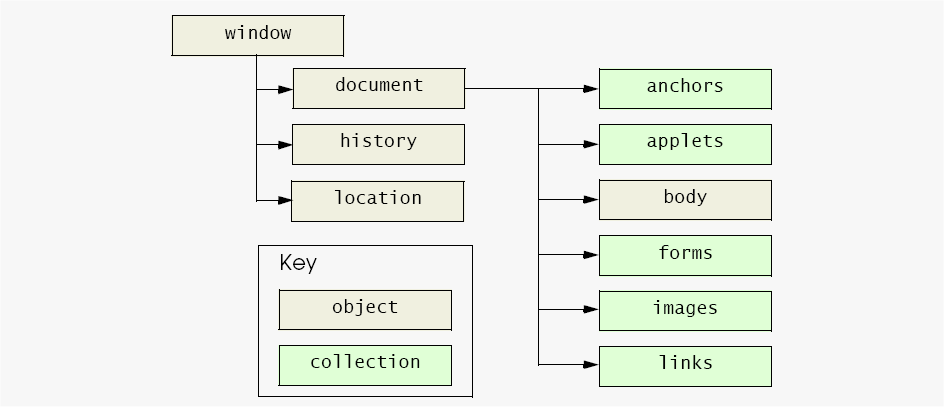 window
document
anchors
history
applets
location
body
forms
images
links
Key
object
collection